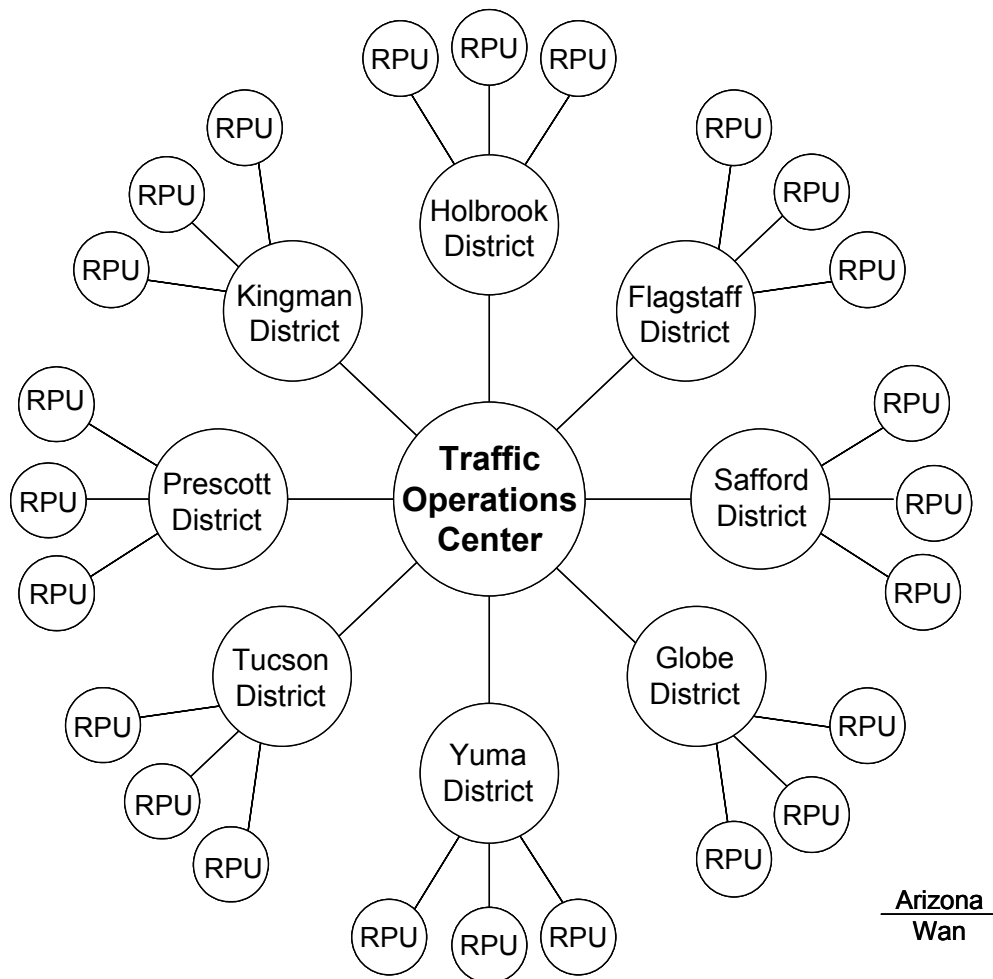 RPU
RPU
RPU
RPU
RPU
RPU
RPU
RPU
RPU
Holbrook
District
Kingman
District
Flagstaff
District
RPU
RPU
RPU
Prescott
District
Traffic
Operations
Center
Safford
District
RPU
RPU
RPU
RPU
RPU
RPU
Tucson
District
Globe
District
Yuma
District
RPU
RPU
RPU
RPU
RPU
RPU
RPU
RPU
RPU
Arizona
Wan